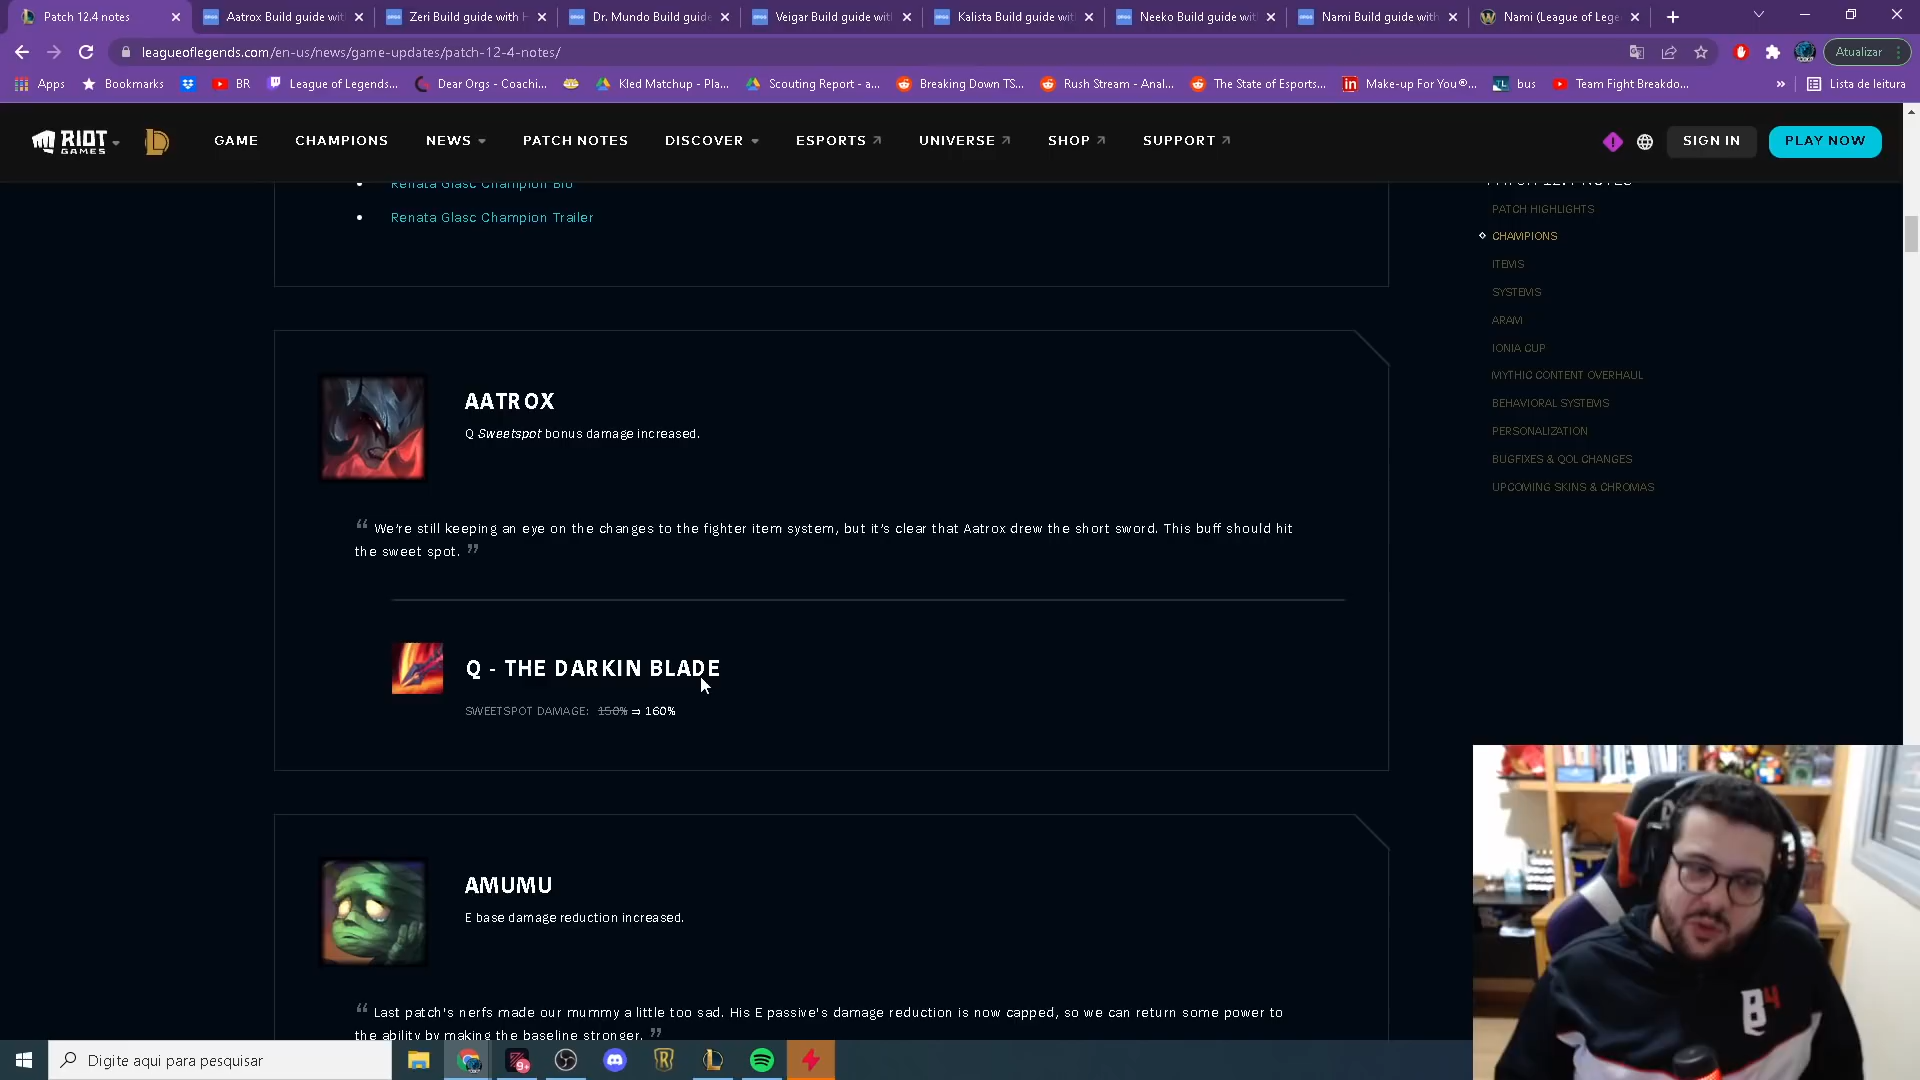 Patch 12.4 notes
Aatrox Build guide wit
Zeri Build guide with H
Dr. Mundo Build guide
Veigar Build guide wit
Kalista Build guide wit
Neeko Build guide wit
Nami Build guide with
Nami (League of Lege
leagueoflegends.com/en-us/news/game-updates/patch-12-4-notes/
Atualizar
Apps
Bookmarks
BR
League of Legends...
Dear Orgs - Coachi...
Kled Matchup - Pla...
Scouting Report - a...
Breaking Down TS...
Rush Stream - Anal...
The State of Esports...
Make-up For You®...
bus
Team Fight Breakdo...
»
Lista de leitura
RIOT GAMES
GAME
CHAMPIONS
NEWS
PATCH NOTES
DISCOVER
ESPORTS
UNIVERSE
SHOP
SUPPORT
SIGN IN
PLAY NOW
Renata Glasc Champion Bio
Renata Glasc Champion Trailer
PATCH 12.4 NOTES
PATCH HIGHLIGHTS
CHAMPIONS
ITEMS
SYSTEMS
ARAM
IONIA CUP
MYTHIC CONTENT OVERHAUL
BEHAVIORAL SYSTEMS
PERSONALIZATION
BUGFIXES & QOL CHANGES
UPCOMING SKINS & CHROMAS
AATROX
Q Sweetspot bonus damage increased.
“ We're still keeping an eye on the changes to the fighter item system, but it's clear that Aatrox drew the short sword. This buff should hit
the sweet spot. ”
Q - THE DARKIN BLADE
SWEETSPOT DAMAGE: 150% ⇒ 160%
AMUMU
E base damage reduction increased.
“ Last patch's nerfs made our mummy a little too sad. His E passive's damage reduction is now capped, so we can return some power to
the ability by making the baseline stronger. ”
B4
Digite aqui para pesquisar
9+